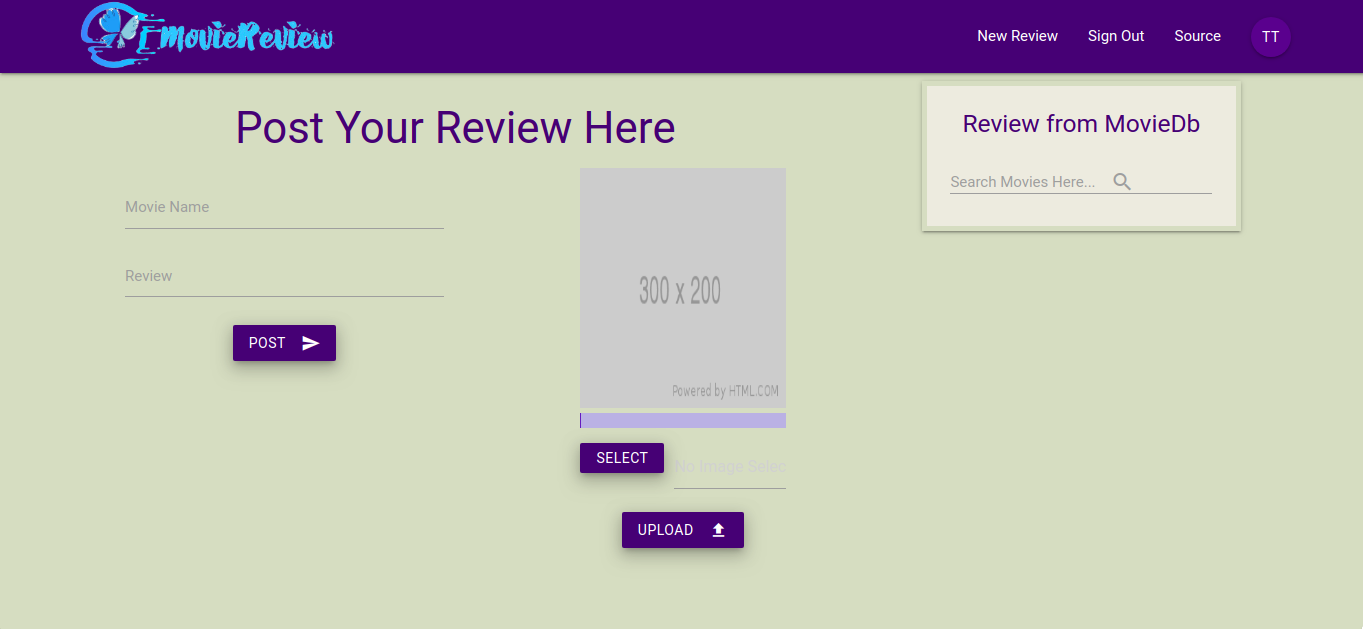 EMovieReview
New Review
Sign Out
Source
TT
Post Your Review Here
Movie Name
Review
POST
300 x 200
Powered by HTML.COM
SELECT
No Image Selec
UPLOAD
Review from MovieDb
Search Movies Here...